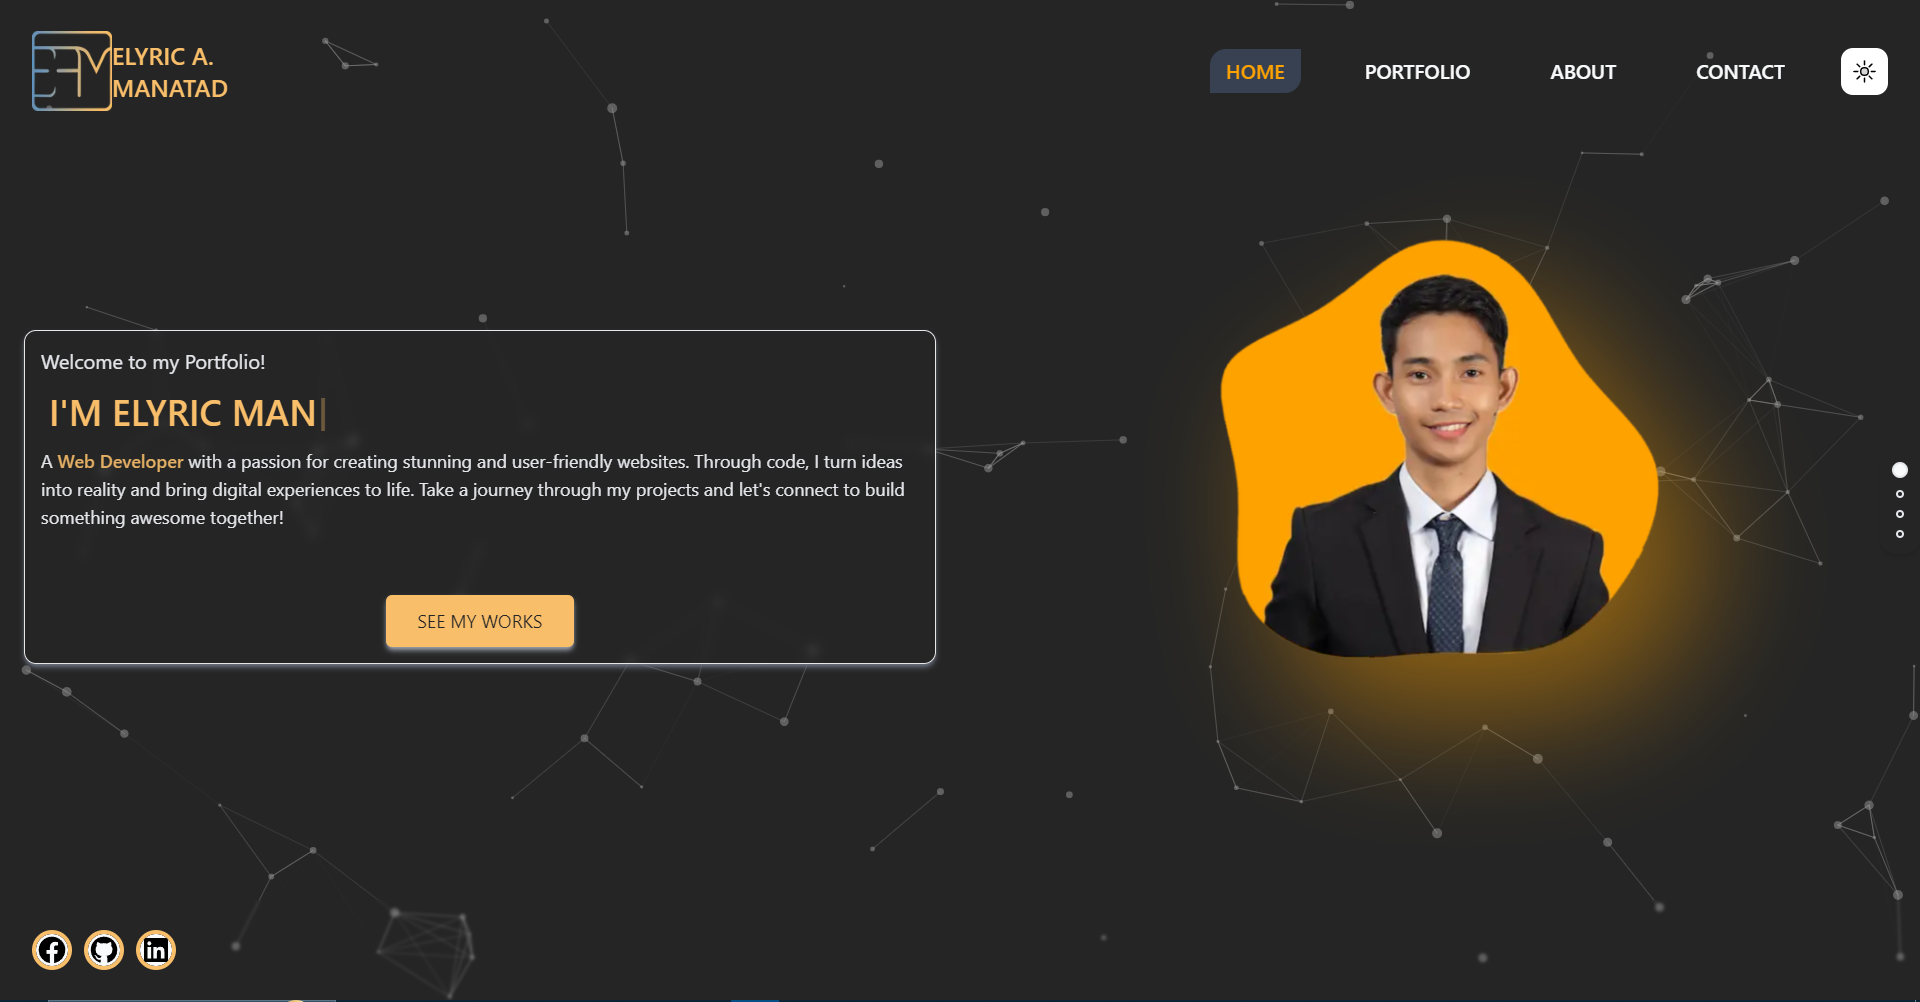 ELYRIC A.
MANATAD
HOME
PORTFOLIO
ABOUT
CONTACT
Welcome to my Portfolio!
I'M ELYRIC MAN|
A Web Developer with a passion for creating stunning and user-friendly websites. Through code, I turn ideas
into reality and bring digital experiences to life. Take a journey through my projects and let's connect to build
something awesome together!
SEE MY WORKS
in